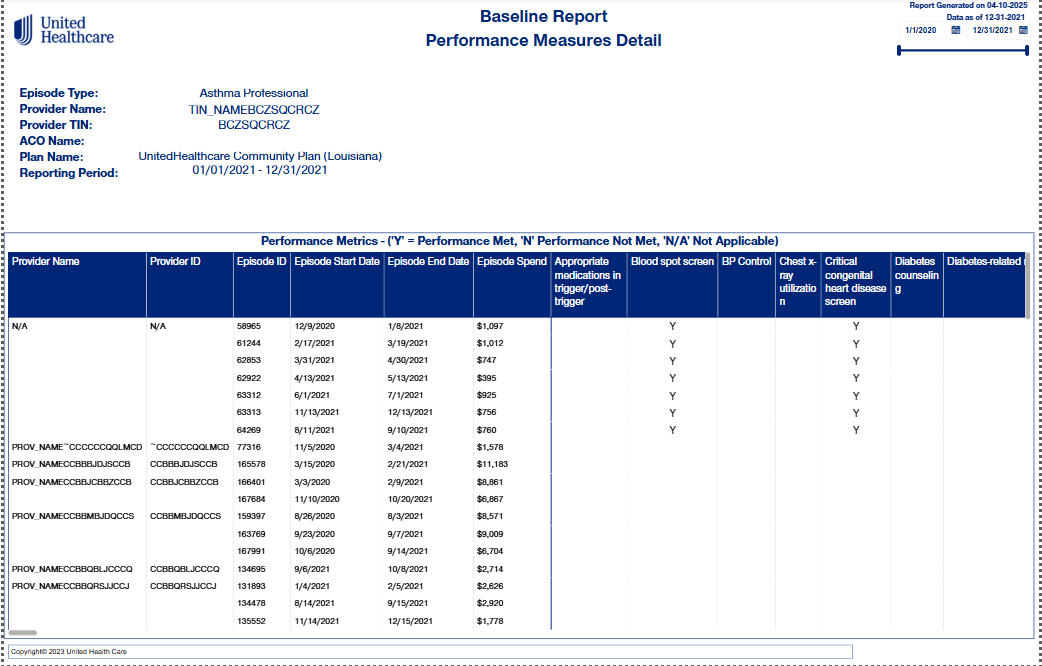 United
Healthcare
Baseline Report
Performance Measures Detail
Report Generated on 04-10-2025
Data as of 12-31-2021
1/1/2020 12/31/2021
Episode Type: Asthma Professional
Provider Name: TIN_NAMEBCZSQCRCZ
Provider TIN: BCZSQCRCZ
ACO Name:
Plan Name: UnitedHealthcare Community Plan (Louisiana)
Reporting Period: 01/01/2021 - 12/31/2021
Performance Metrics - ('Y' = Performance Met, 'N' Performance Not Met, 'N/A' Not Applicable)
Provider Name Provider ID Episode ID Episode Start Date Episode End Date Episode Spend Appropriate medications in trigger/post-trigger Blood spot screen BP Control Chest x-ray utilization Critical congenital heart disease screen Diabetes counseling Diabetes-related
N/A N/A 58965 12/9/2020 1/8/2021 $1,097 Y Y
61244 2/17/2021 3/19/2021 $1,012 Y Y
62853 3/31/2021 4/30/2021 $747 Y Y
62922 4/13/2021 5/13/2021 $395 Y Y
63312 6/1/2021 7/1/2021 $925 Y Y
63313 11/13/2021 12/13/2021 $756 Y Y
64269 8/11/2021 9/10/2021 $760 Y Y
PROV_NAME~CCCCCCQQLMCD ~CCCCCCQQLMCD 77316 11/5/2020 3/4/2021 $1,578
PROV_NAMECCBBBJDJSCCB CCBBBJDJSCCB 165578 3/15/2020 2/21/2021 $11,183
PROV_NAMECCBBJCBBZCCB CCBBJCBBZCCB 166401 3/3/2020 2/9/2021 $8,861
167684 11/10/2020 10/20/2021 $6,867
PROV_NAMECCBBMBJDQCCS CCBBMBJDQCCS 159397 8/26/2020 8/3/2021 $8,571
163769 9/23/2020 9/7/2021 $9,009
167991 10/6/2020 9/14/2021 $6,704
PROV_NAMECCBBQBLJCCCQ CCBBQBLJCCCQ 134695 9/6/2021 10/8/2021 $2,714
PROV_NAMECCBBQRSJJCCJ CCBBQRSJJCCJ 131893 1/4/2021 2/5/2021 $2,626
134478 8/14/2021 9/15/2021 $2,920
135552 11/14/2021 12/15/2021 $1,778
Copyright© 2023 United Health Care